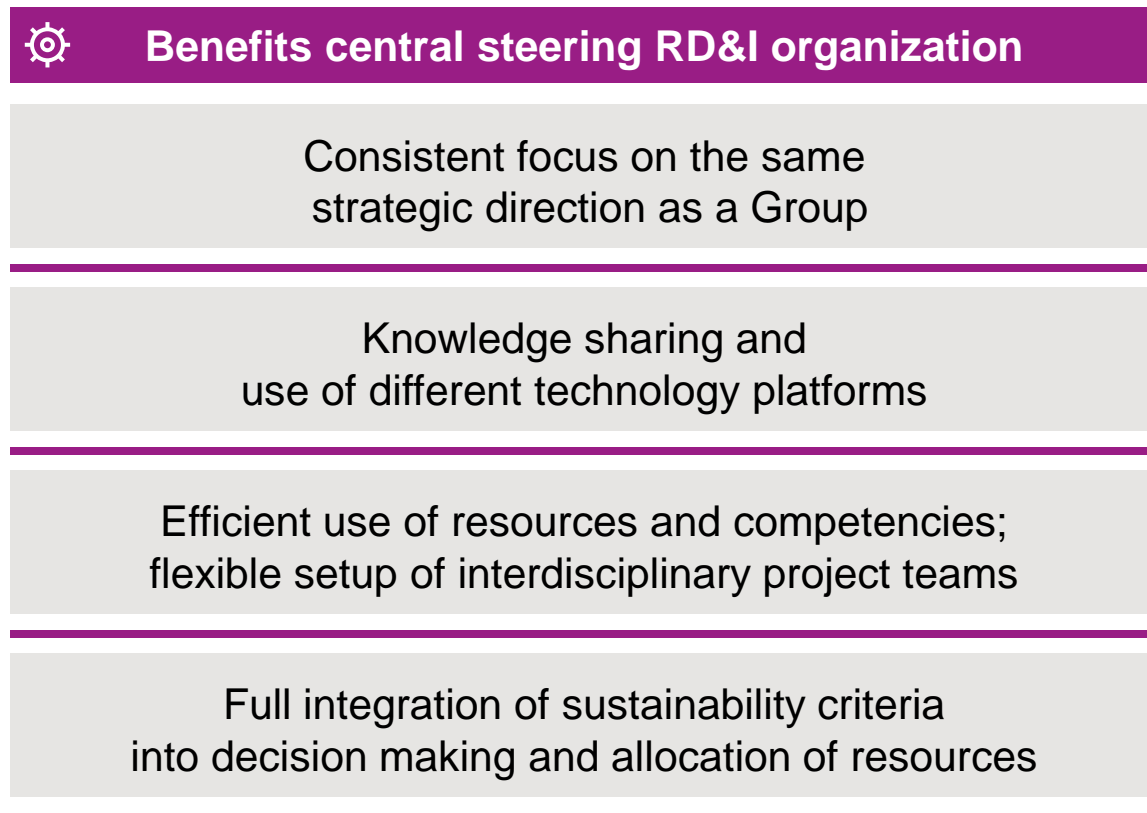 Benefits central steering RD&I organization
Consistent focus on the same
strategic direction as a Group
Knowledge sharing and
use of different technology platforms
Efficient use of resources and competencies;
flexible setup of interdisciplinary project teams
Full integration of sustainability criteria
into decision making and allocation of resources